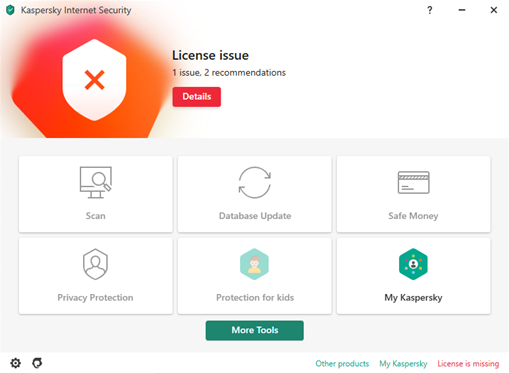 Kaspersky Internet Security
?
License issue
1 issue, 2 recommendations
Details
Scan
Database Update
Safe Money
Privacy Protection
Protection for kids
My Kaspersky
More Tools
Other products My Kaspersky License is missing